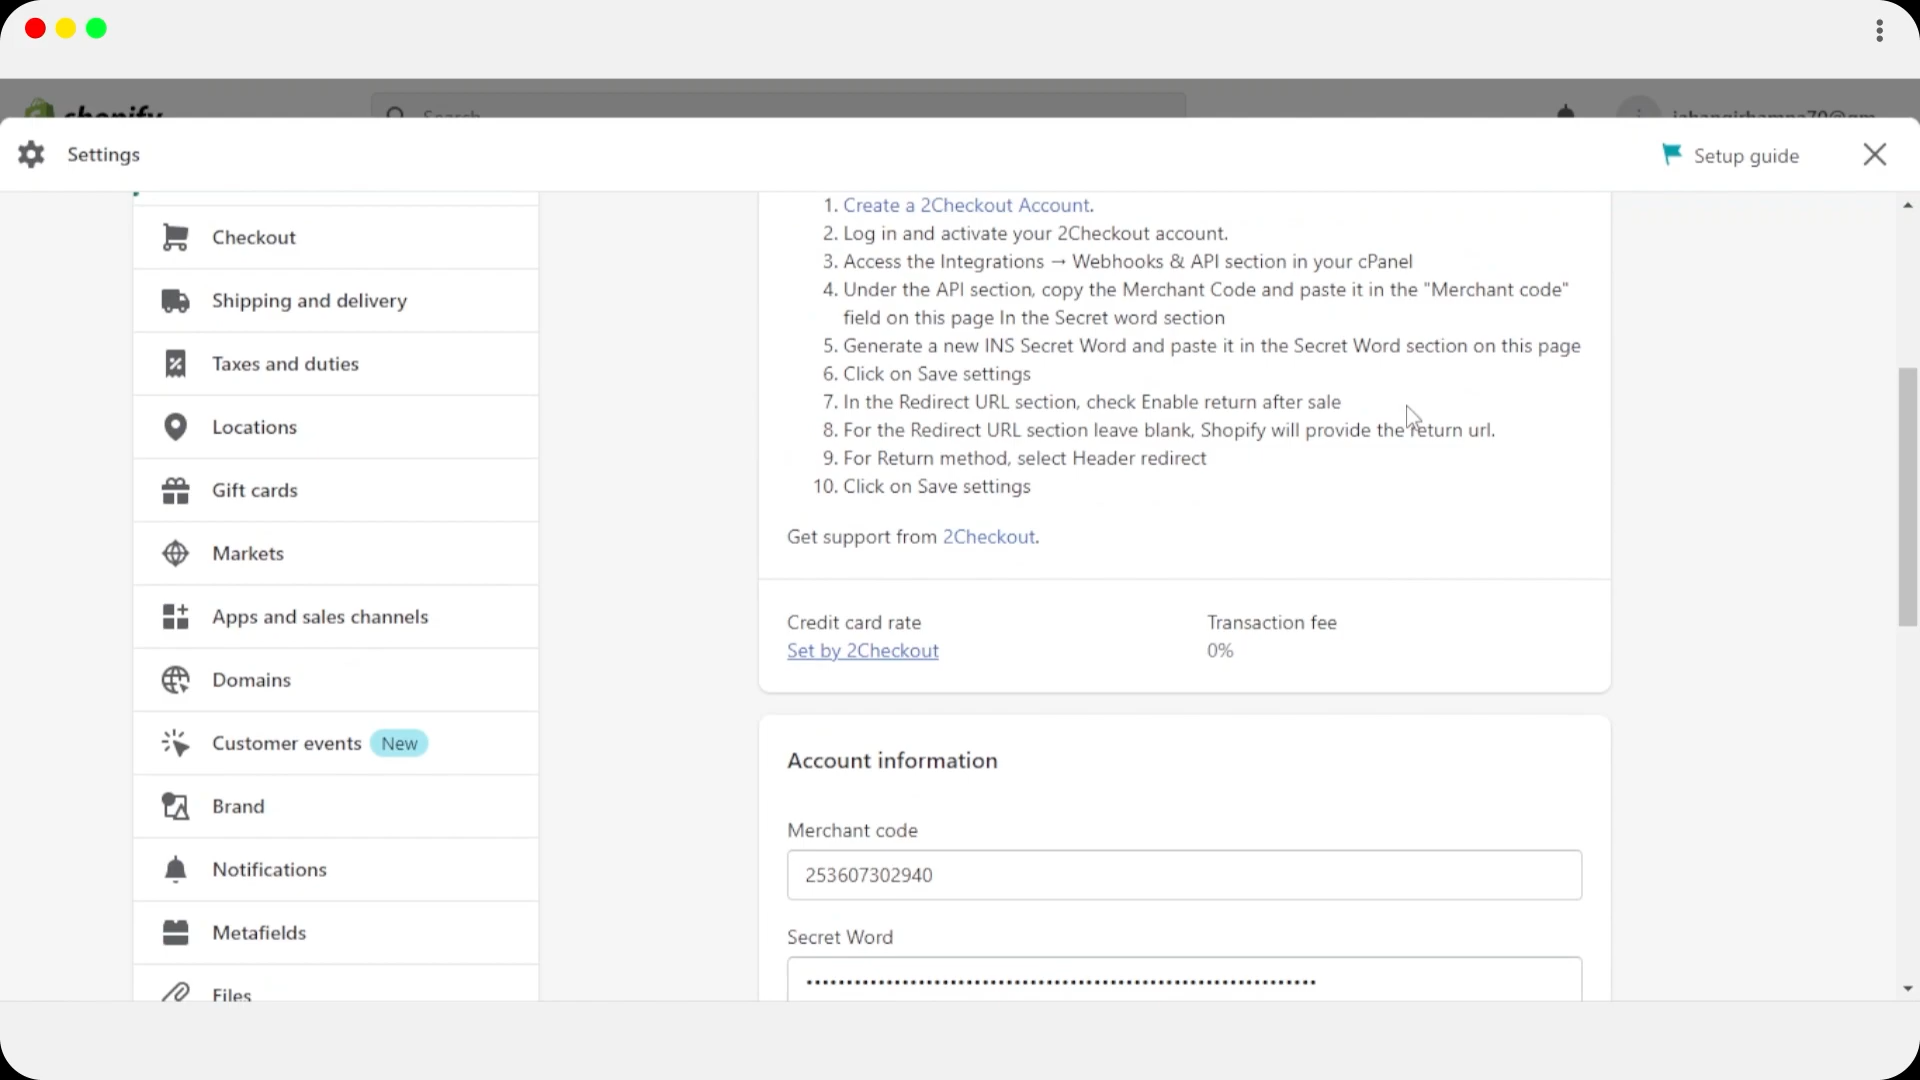 Settings
Setup guide
Checkout
Shipping and delivery
Taxes and duties
Locations
Gift cards
Markets
Apps and sales channels
Domains
Customer events New
Brand
Notifications
Metafields
Files
1. Create a 2Checkout Account.
2. Log in and activate your 2Checkout account.
3. Access the Integrations → Webhooks & API section in your cPanel
4. Under the API section, copy the Merchant Code and paste it in the "Merchant code"
field on this page In the Secret word section
5. Generate a new INS Secret Word and paste it in the Secret Word section on this page
6. Click on Save settings
7. In the Redirect URL section, check Enable return after sale
8. For the Redirect URL section leave blank, Shopify will provide the return url.
9. For Return method, select Header redirect
10. Click on Save settings
Get support from 2Checkout.
Credit card rate
Set by 2Checkout
Transaction fee
0%
Account information
Merchant code
253607302940
Secret Word